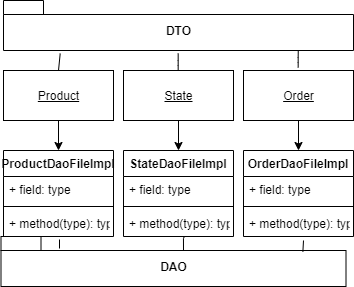 DTO
Product
State
Order
ProductDaoFileImpl
StateDaoFileImpl
OrderDaoFileImpl
+ field: type
+ field: type
+ field: type
+ method(type): typ
+ method(type): typ
+ method(type): typ
DAO